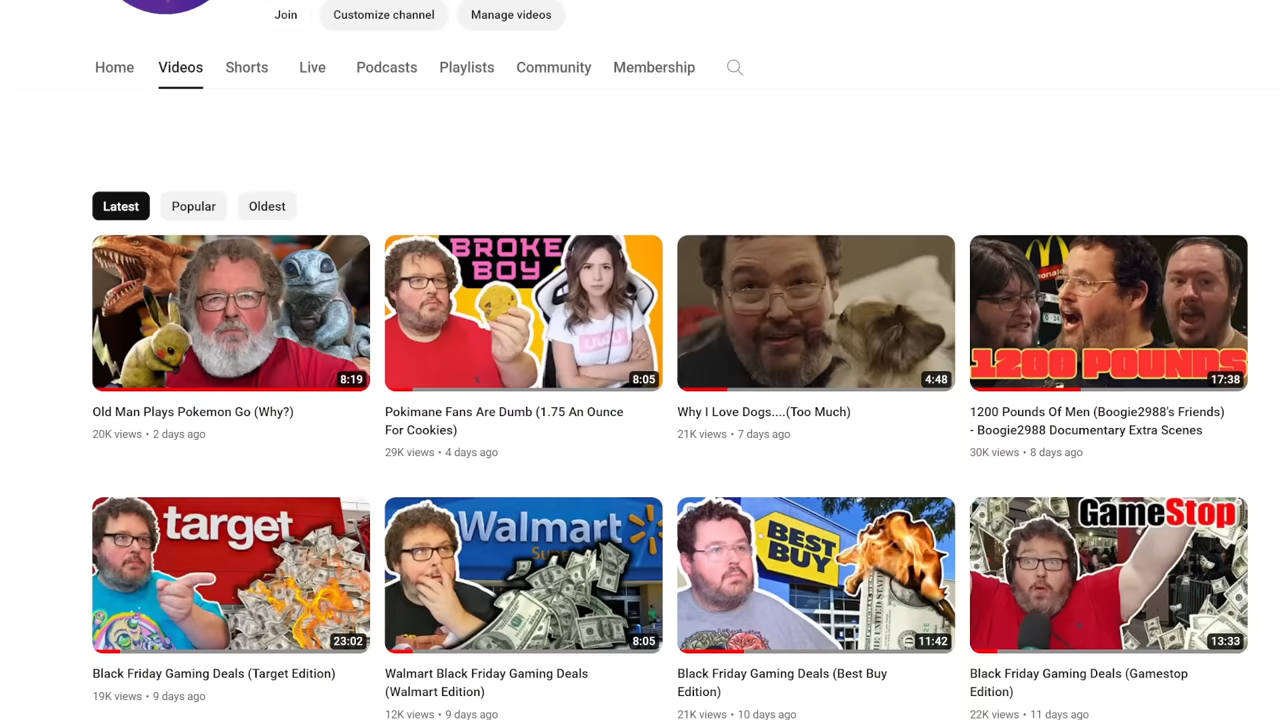 Join Customize channel Manage videos
Home Videos Shorts Live Podcasts Playlists Community Membership
Latest Popular Oldest
BROKE
BOY
UWU
McDonald's
1200 POUNDS
8:19 8:05 4:48 17:38
Old Man Plays Pokemon Go (Why?)
20K views • 2 days ago
Pokimane Fans Are Dumb (1.75 An Ounce
For Cookies)
29K views • 4 days ago
Why I Love Dogs....(Too Much)
21K views • 7 days ago
1200 Pounds Of Men (Boogie2988's Friends)
- Boogie2988 Documentary Extra Scenes
30K views • 8 days ago
target
Walmart
BEST
BUY
GameStop
23:02 8:05 11:42 13:33
Black Friday Gaming Deals (Target Edition)
19K views • 9 days ago
Walmart Black Friday Gaming Deals
(Walmart Edition)
12K views • 9 days ago
Black Friday Gaming Deals (Best Buy
Edition)
21K views • 10 days ago
Black Friday Gaming Deals (Gamestop
Edition)
22K views • 11 days ago